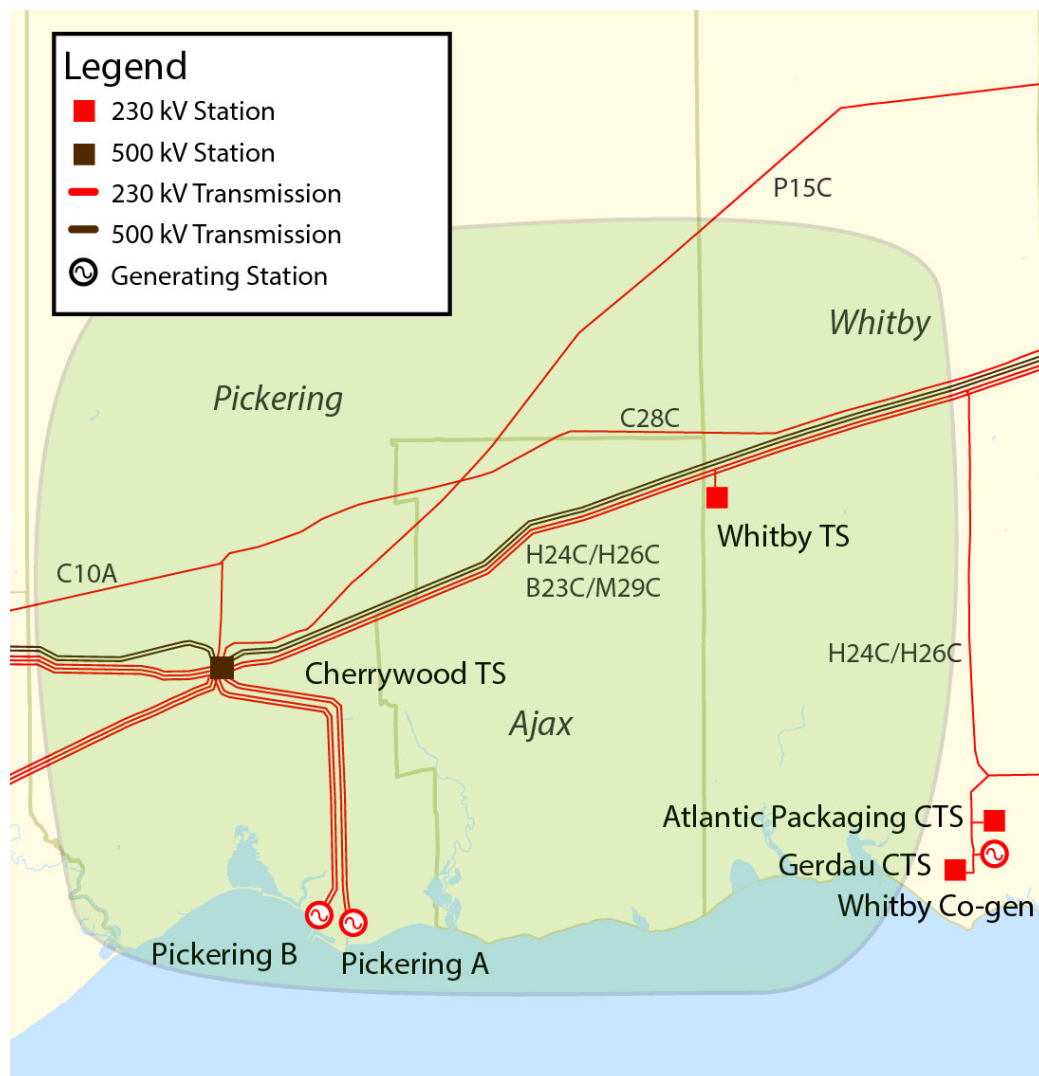 Legend
230 kV Station
500 kV Station
230 kV Transmission
500 kV Transmission
Generating Station
P15C
Whitby
Pickering
C28C
Whitby TS
H24C/H26C
B23C/M29C
C10A
H24C/H26C
Cherrywood TS
Ajax
Atlantic Packaging CTS
Gerdau CTS
Whitby Co-gen
Pickering B
Pickering A